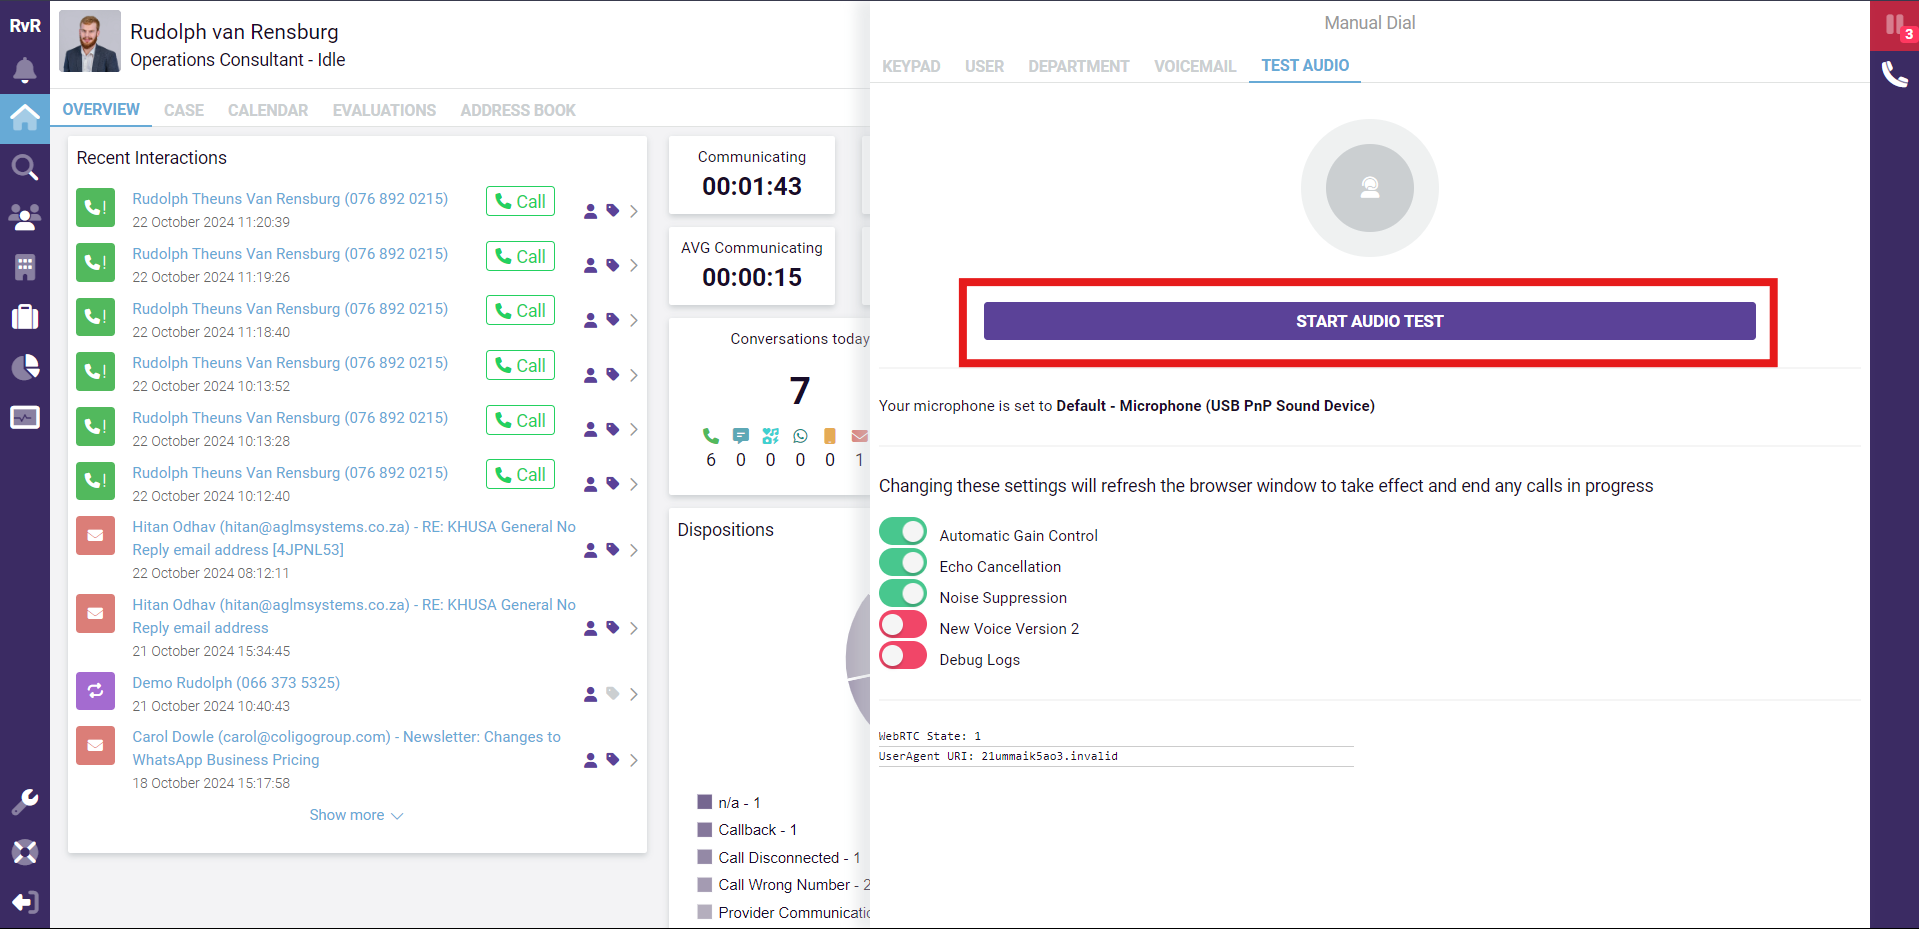 RvR
Rudolph van Rensburg
Operations Consultant - Idle
OVERVIEW CASE CALENDAR EVALUATIONS ADDRESS BOOK
Recent Interactions
Rudolph Theuns Van Rensburg (076 892 0215)
22 October 2024 11:20:39
Call
Rudolph Theuns Van Rensburg (076 892 0215)
22 October 2024 11:19:26
Call
Rudolph Theuns Van Rensburg (076 892 0215)
22 October 2024 11:18:40
Call
Rudolph Theuns Van Rensburg (076 892 0215)
22 October 2024 10:13:52
Call
Rudolph Theuns Van Rensburg (076 892 0215)
22 October 2024 10:13:28
Call
Rudolph Theuns Van Rensburg (076 892 0215)
22 October 2024 10:12:40
Call
Hitan Odhav (hitan@aglmsystems.co.za) - RE: KHUSA General No
Reply email address [4JPNL53]
22 October 2024 08:12:11
Hitan Odhav (hitan@aglmsystems.co.za) - RE: KHUSA General No
Reply email address
21 October 2024 15:34:45
Demo Rudolph (066 373 5325)
21 October 2024 10:40:43
Carol Dowle (carol@coligogroup.com) - Newsletter: Changes to
WhatsApp Business Pricing
18 October 2024 15:17:58
Show more
Communicating
00:01:43
AVG Communicating
00:00:15
Conversations today
7
6 0 0 0 0 1
Dispositions
n/a - 1
Callback - 1
Call Disconnected - 1
Call Wrong Number - 2
Provider Communicatio
Manual Dial
KEYPAD USER DEPARTMENT VOICEMAIL TEST AUDIO
START AUDIO TEST
Your microphone is set to Default - Microphone (USB PnP Sound Device)
Changing these settings will refresh the browser window to take effect and end any calls in progress
Automatic Gain Control
Echo Cancellation
Noise Suppression
New Voice Version 2
Debug Logs
WebRTC State: 1
UserAgent URI: 21ummaik5ao3.invalid
3